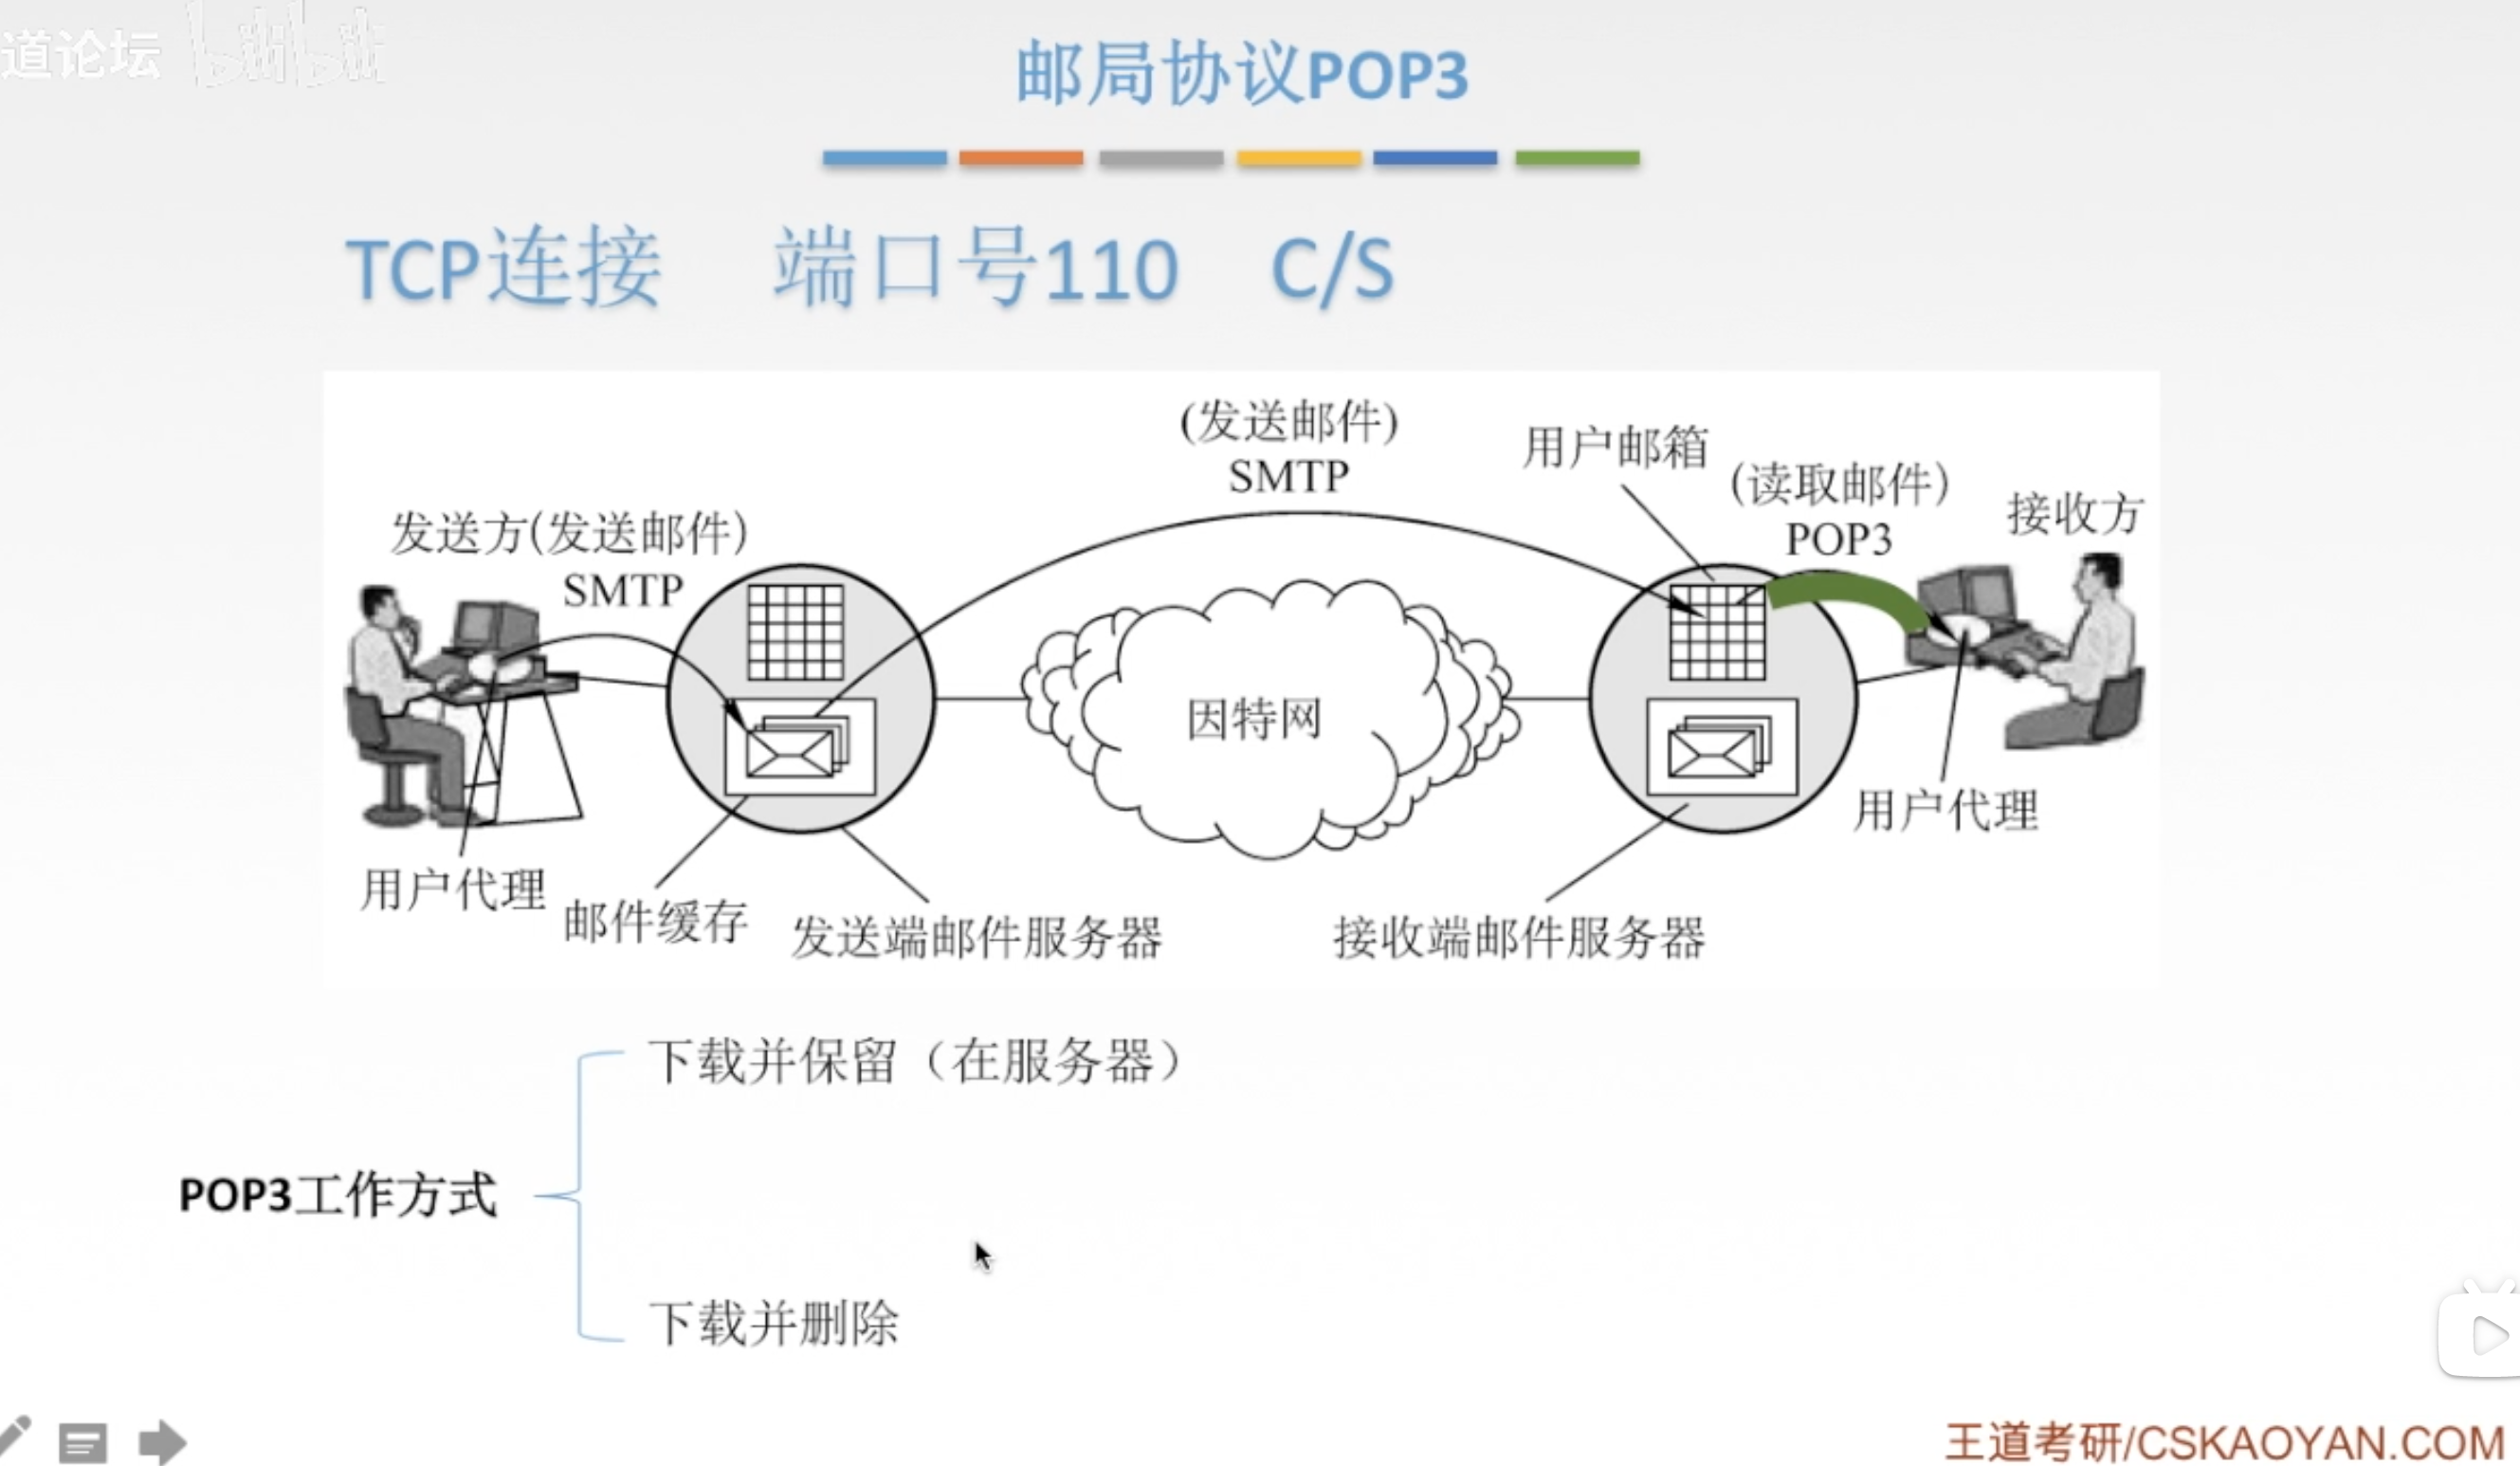 道论坛 bilibili
邮局协议POP3
TCP连接 端口号110 C/S
(发送邮件)
SMTP
用户邮箱
(读取邮件)
POP3
接收方
发送方(发送邮件)
SMTP
因特网
用户代理
用户代理
邮件缓存
发送端邮件服务器
接收端邮件服务器
下载并保留（在服务器）
POP3工作方式
下载并删除
王道考研/CSKAOYAN.COM